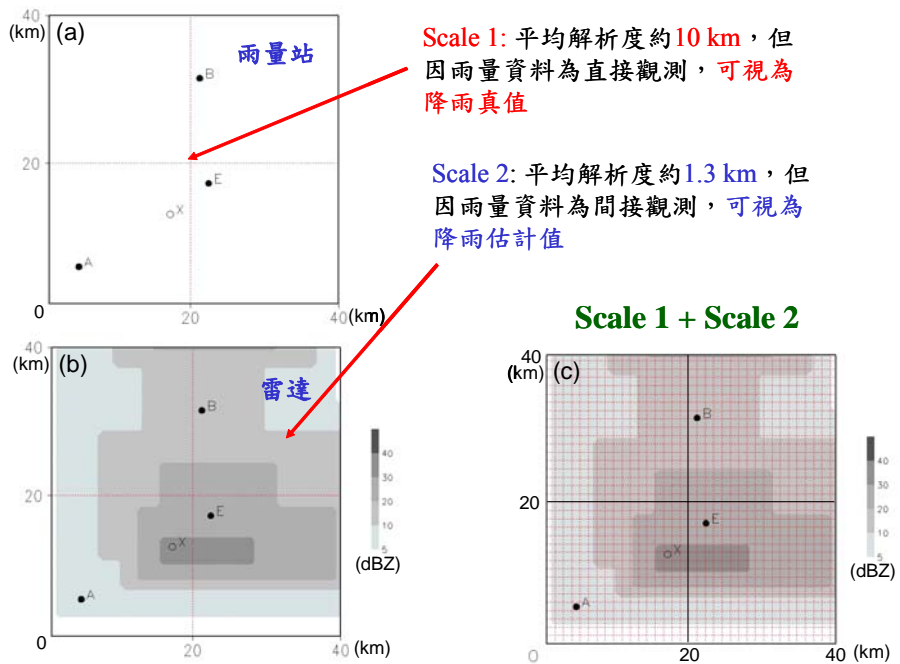 40
(km)
(a)
雨量站
B
20
E
X
A
0
20
40(km)
Scale 1: 平均解析度約10 km，但
因雨量資料為直接觀測，可視為
降雨真值
Scale 2: 平均解析度約1.3 km，但
因雨量資料為間接觀測，可視為
降雨估計值
Scale 1 + Scale 2
40
(km)
(b)
雷達
B
20
E
X
A
0
20
40
(km)
40
30
20
10
5
(dBZ)
40
(km)
(c)
B
20
E
X
A
0
20
40
(km)
40
30
20
10
5
(dBZ)